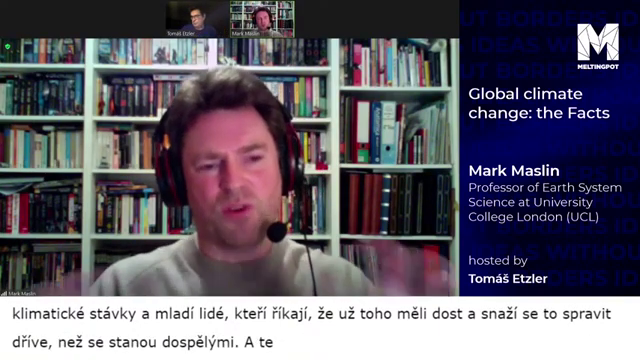 Tomáš Etzler
Mark Maslin
MELTINGPOT
Global climate
change: the Facts
Mark Maslin
Professor of Earth System
Science at University
College London (UCL)
hosted by
Tomáš Etzler
Mark Maslin
klimatické stávky a mladí lidé, kteří říkají, že už toho měli dost a snaží se to spravit
dříve, než se stanou dospělými. A te